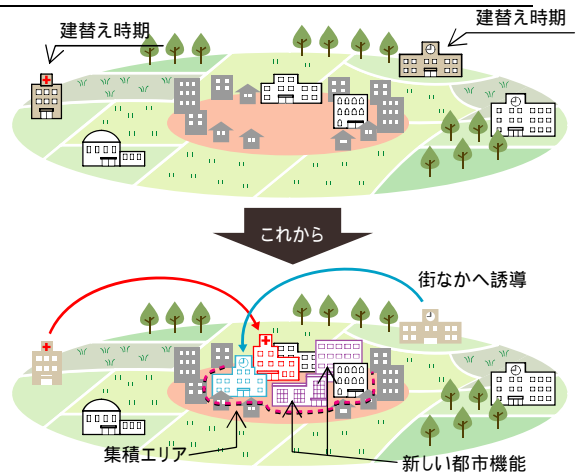 建替え時期
建替え時期
これから
街なかへ誘導
集積エリア
新しい都市機能